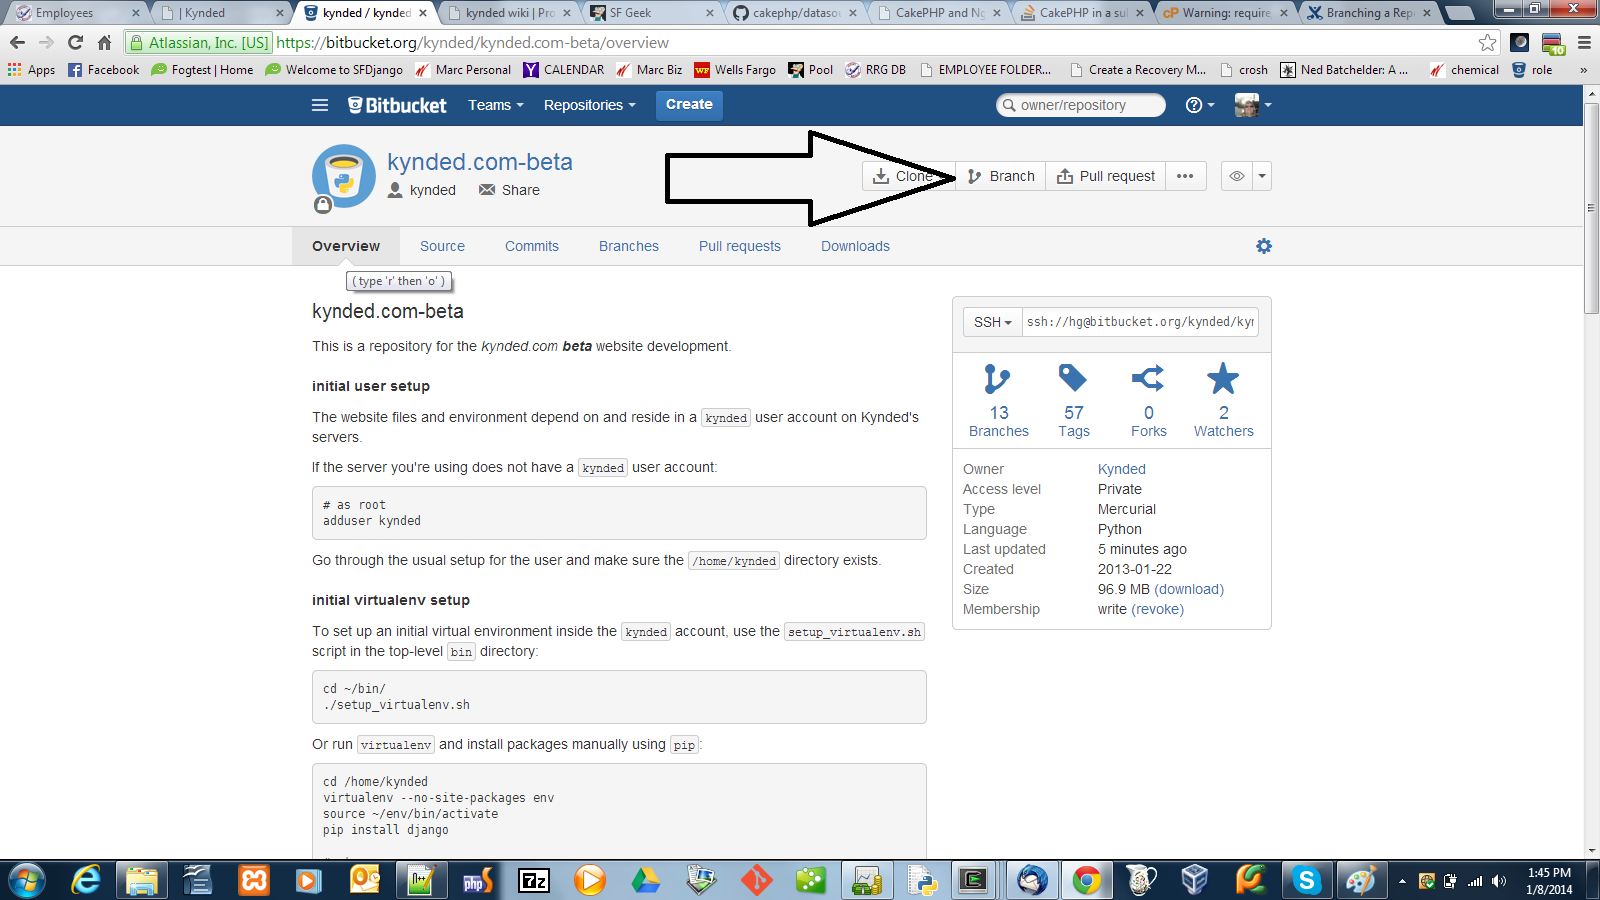 Employees
| Kynded
kynded / kynded
kynded wiki | Pro
SF Geek
cakephp/datasou
CakePHP and Ng
CakePHP in a sub
cP Warning: require
Branching a Rep
Atlassian, Inc. [US] https://bitbucket.org/kynded/kynded.com-beta/overview
10
Apps Facebook Fogtest | Home Welcome to SFDjango Marc Personal CALENDAR Marc Biz Wells Fargo Pool RRG DB EMPLOYEE FOLDER... Create a Recovery M... crosh Ned Batchelder: A ... chemical role »
Bitbucket Teams Repositories Create owner/repository
kynded.com-beta
kynded Share
Clone Branch Pull request •••
Overview Source Commits Branches Pull requests Downloads
( type 'r' then 'o' )
kynded.com-beta
This is a repository for the kynded.com beta website development.
initial user setup
The website files and environment depend on and reside in a kynded user account on Kynded's
servers.
If the server you're using does not have a kynded user account:
# as root
adduser kynded
Go through the usual setup for the user and make sure the /home/kynded directory exists.
initial virtualenv setup
To set up an initial virtual environment inside the kynded account, use the setup_virtualenv.sh
script in the top-level bin directory:
cd ~/bin/
./setup_virtualenv.sh
Or run virtualenv and install packages manually using pip:
cd /home/kynded
virtualenv --no-site-packages env
source ~/env/bin/activate
pip install django
SSH ssh://hg@bitbucket.org/kynded/kyn
13 57 0 2
Branches Tags Forks Watchers
Owner Kynded
Access level Private
Type Mercurial
Language Python
Last updated 5 minutes ago
Created 2013-01-22
Size 96.9 MB (download)
Membership write (revoke)
php
7z
1:45 PM
1/8/2014